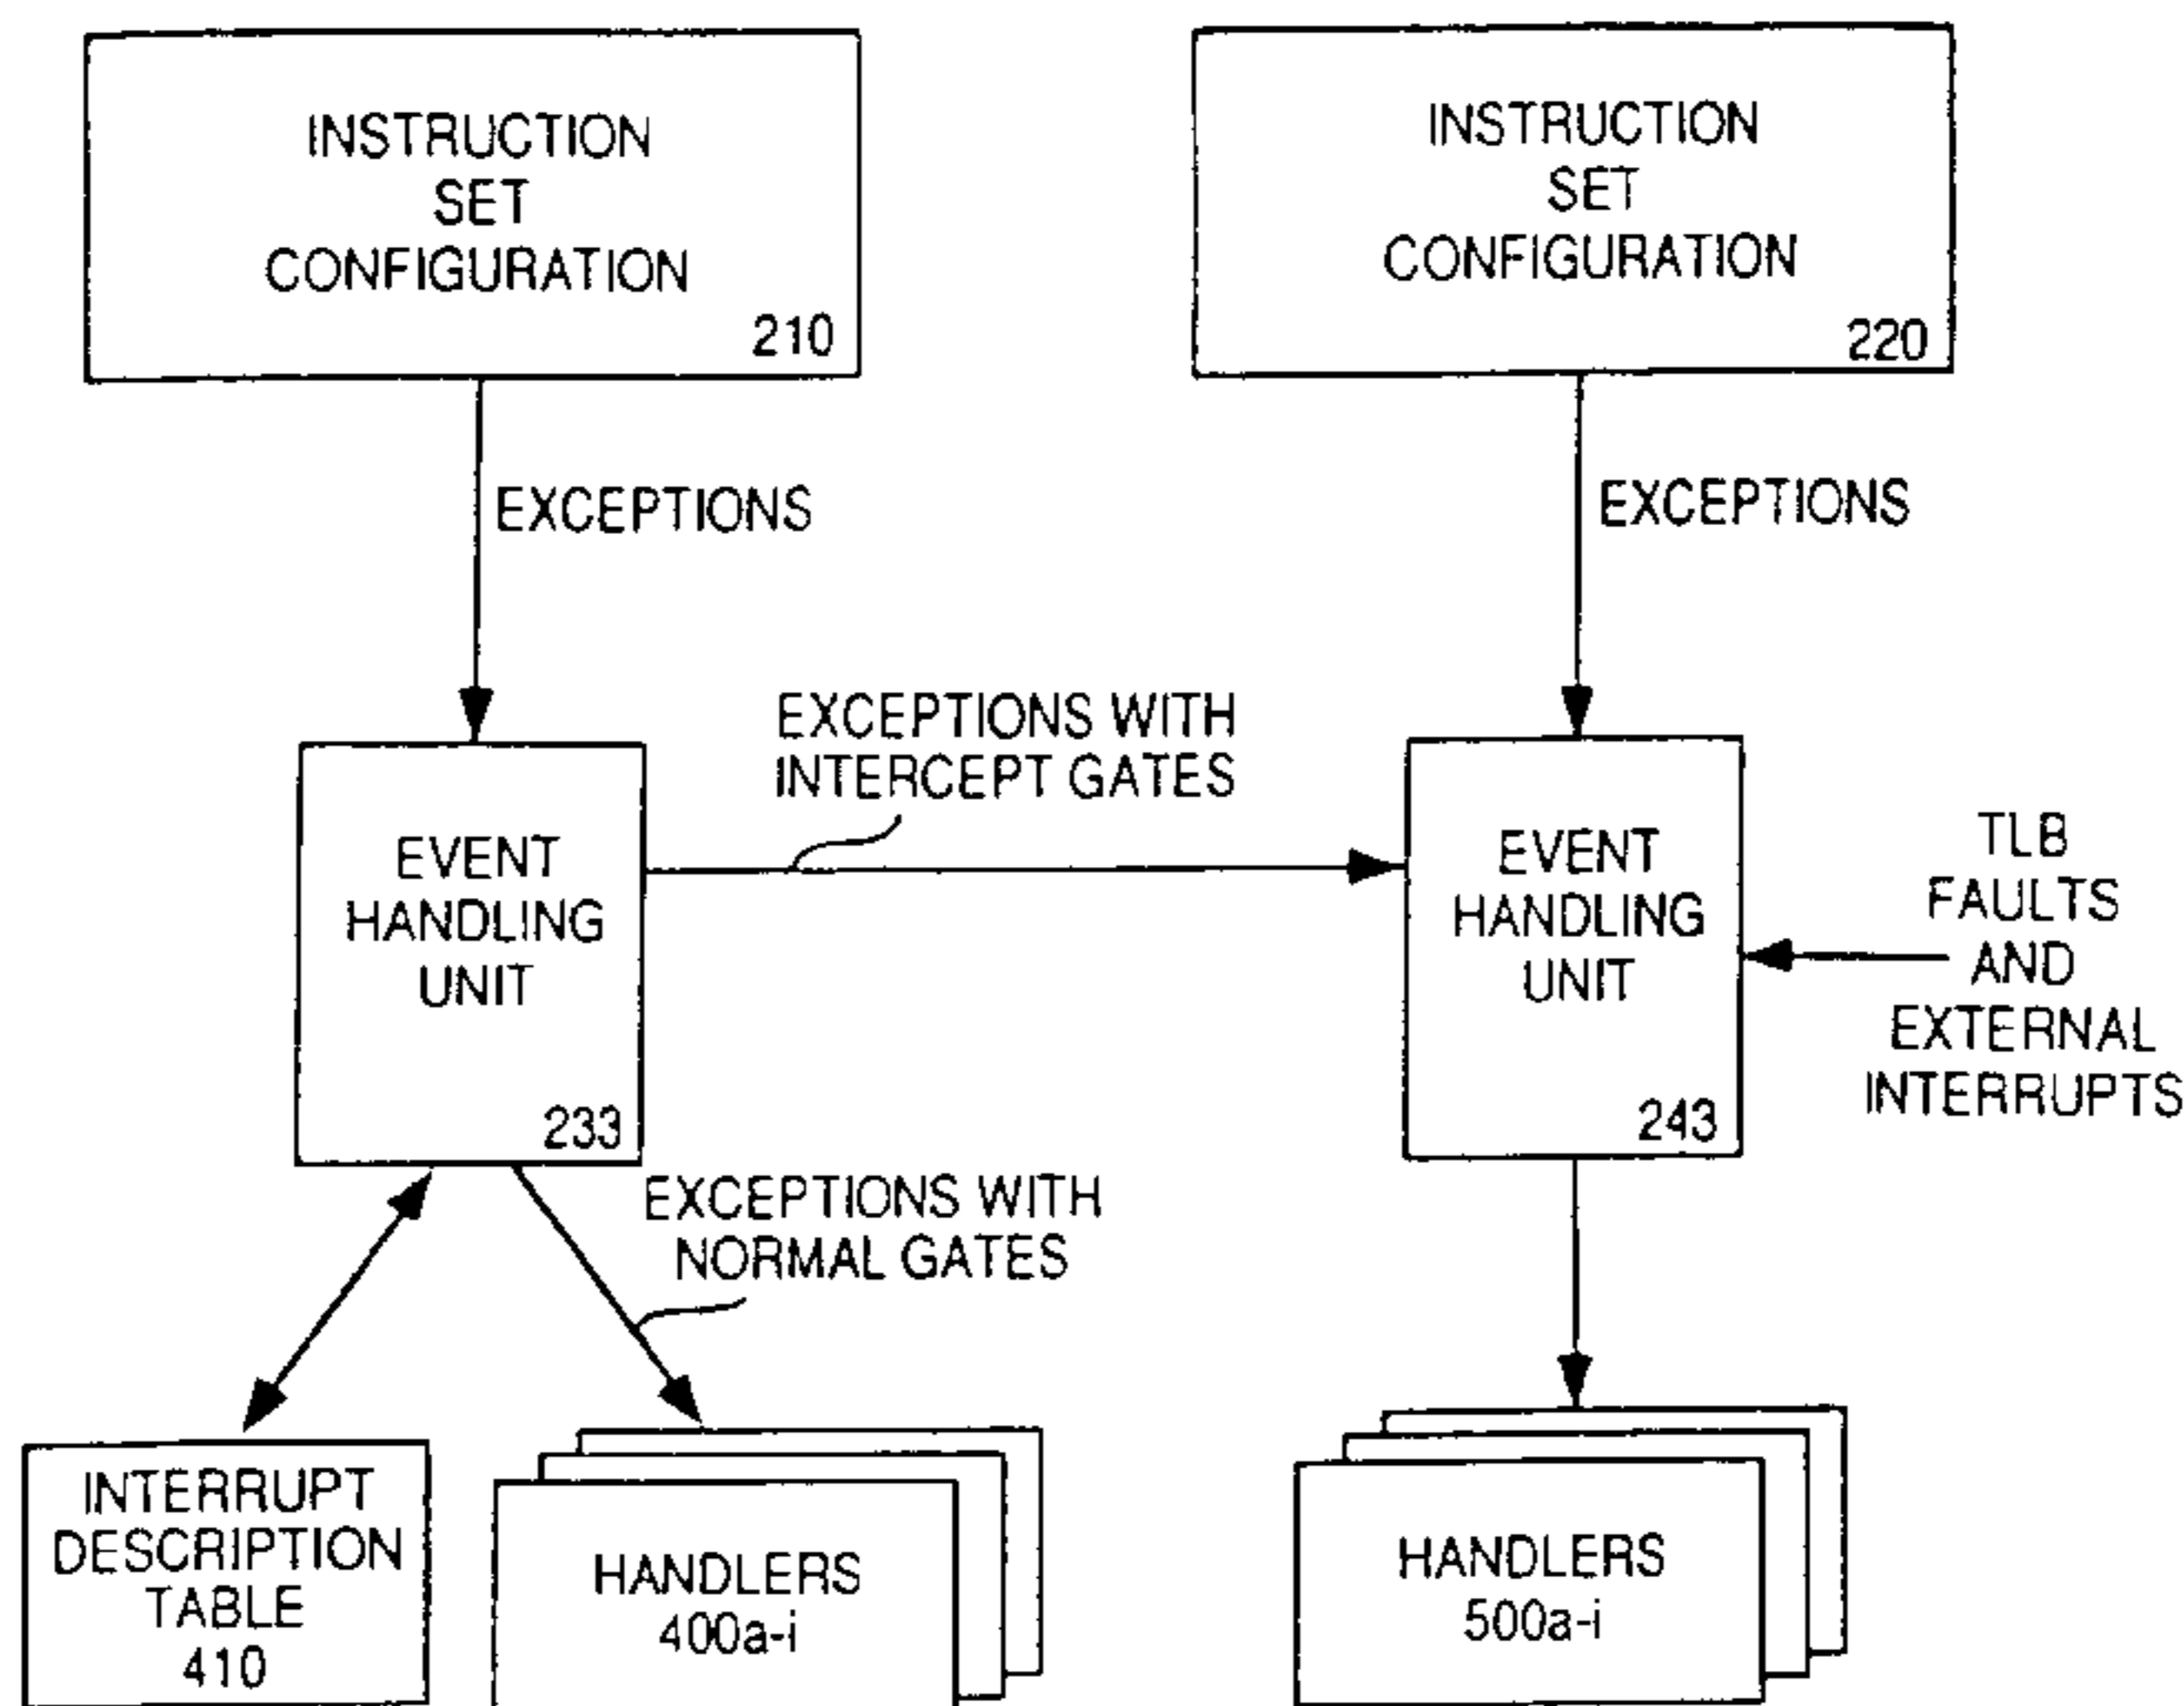 INSTRUCTION
SET
CONFIGURATION
210
INSTRUCTION
SET
CONFIGURATION
220
EXCEPTIONS
EXCEPTIONS
EXCEPTIONS WITH
INTERCEPT GATES
EVENT
HANDLING
UNIT
233
EVENT
HANDLING
UNIT
243
TLB
FAULTS
AND
EXTERNAL
INTERRUPTS
EXCEPTIONS WITH
NORMAL GATES
INTERRUPT
DESCRIPTION
TABLE
410
HANDLERS
400a-i
HANDLERS
500a-i